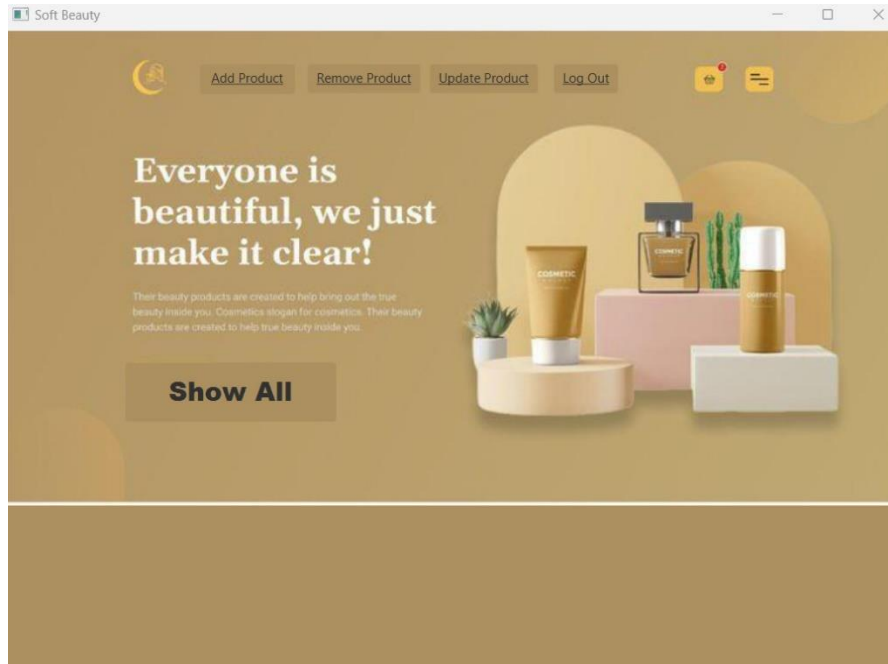 Soft Beauty
Add Product Remove Product Update Product Log Out
Everyone is
beautiful, we just
make it clear!
Their beauty products are created to help bring out the true
beauty inside you. Cosmetics slogan for cosmetics. Their beauty
products are created to help true beauty inside you.
COSMETIC
COSMETIC
COSMETIC
Show All